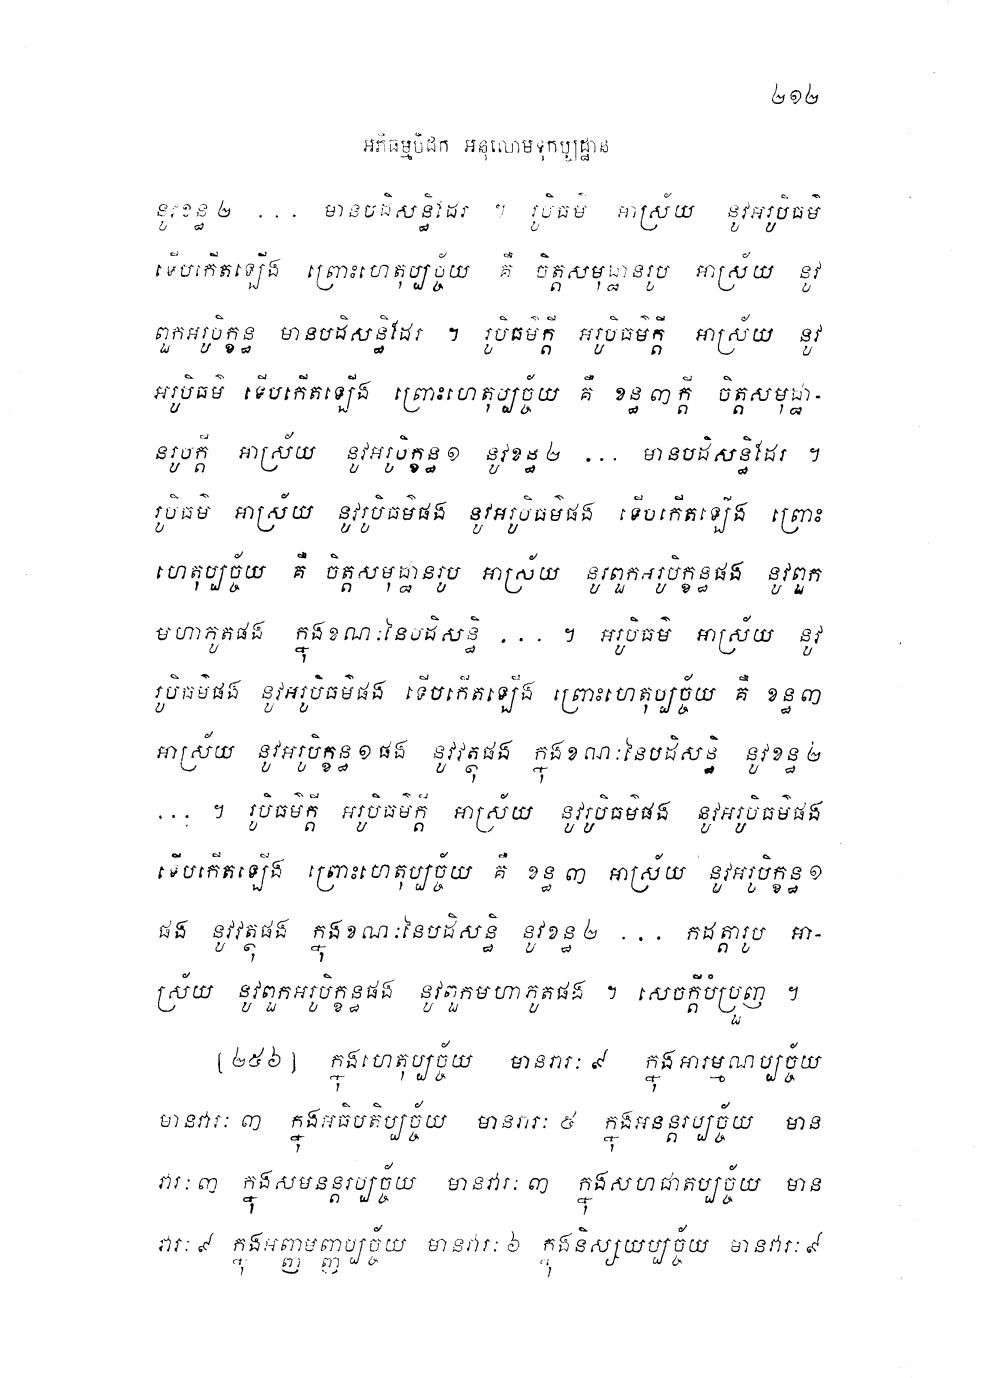 ២១២
អភិធម្មបិដក អនុលោមទុកប្បដ្ឋាន
នូវខន្ធ ២ ... មានបដិសន្ធិដែរ ។ រូបិធម៌ អាស្រ័យ នូវអរូបិធម៌
ទើបកើតឡើង ព្រោះហេតុប្បច្ច័យ គឺ ចិត្តសមុដ្ឋានរូប អាស្រ័យ នូវ
ពួកអរូបិក្ខន្ធ មានបដិសន្ធិដែរ ។ រូបិធម៌ក្តី អរូបិធម៌ក្តី អាស្រ័យ នូវ
អរូបិធម៌ ទើបកើតឡើង ព្រោះហេតុប្បច្ច័យ គឺ ខន្ធ ៣ ក្តី ចិត្តសមុដ្ឋា-
នរូបក្តី អាស្រ័យ នូវអរូបិក្ខន្ធ ១ នូវខន្ធ ២ ... មានបដិសន្ធិដែរ ។
រូបិធម៌ អាស្រ័យ នូវរូបិធម៌ផង នូវអរូបិធម៌ផង ទើបកើតឡើង ព្រោះ
ហេតុប្បច្ច័យ គឺ ចិត្តសមុដ្ឋានរូប អាស្រ័យ នូវពួកអរូបិក្ខន្ធផង នូវពួក
មហាភូតផង ក្នុងខណៈនៃបដិសន្ធិ ... ។ អរូបិធម៌ អាស្រ័យ នូវ
រូបិធម៌ផង នូវអរូបិធម៌ផង ទើបកើតឡើង ព្រោះហេតុប្បច្ច័យ គឺ ខន្ធ ៣
អាស្រ័យ នូវអរូបិក្ខន្ធ ១ ផង នូវវត្ថុផង ក្នុងខណៈនៃបដិសន្ធិ នូវខន្ធ ២
... ។ រូបិធម៌ក្តី អរូបិធម៌ក្តី អាស្រ័យ នូវរូបិធម៌ផង នូវអរូបិធម៌ផង
ទើបកើតឡើង ព្រោះហេតុប្បច្ច័យ គឺ ខន្ធ ៣ អាស្រ័យ នូវអរូបិក្ខន្ធ ១
ផង នូវវត្ថុផង ក្នុងខណៈនៃបដិសន្ធិ នូវខន្ធ ២ ... កដត្តារូប អា-
ស្រ័យ នូវពួកអរូបិក្ខន្ធផង នូវពួកមហាភូតផង ។ សេចក្តីបំប្រួញ ។
[២៥៦] ក្នុងហេតុប្បច្ច័យ មានវារៈ ៩ ក្នុងអារម្មណប្បច្ច័យ
មានវារៈ ៣ ក្នុងអធិបតិប្បច្ច័យ មានវារៈ ៥ ក្នុងអនន្តរប្បច្ច័យ មាន
វារៈ ៣ ក្នុងសមនន្តរប្បច្ច័យ មានវារៈ ៣ ក្នុងសហជាតប្បច្ច័យ មាន
វារៈ ៩ ក្នុងអញ្ញាមញ្ញប្បច្ច័យ មានវារៈ ៦ ក្នុងនិស្សយប្បច្ច័យ មានវារៈ ៩